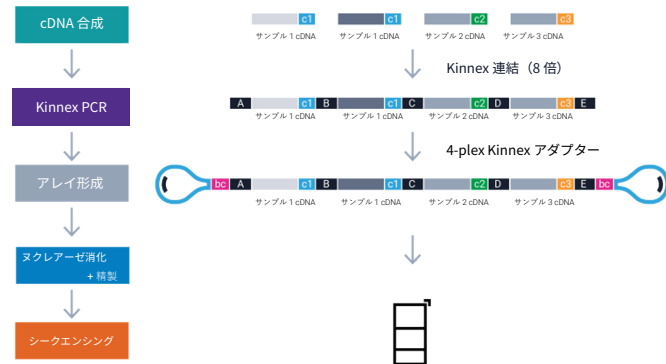 cDNA 合成
Kinnex PCR
アレイ形成
ヌクレアーゼ消化
+ 精製
シークエンシング
c1 c1 c2 c3
サンプル 1 cDNA サンプル 1 cDNA サンプル 2 cDNA サンプル 3 cDNA
Kinnex 連結（8 倍）
A c1 B c1 C c2 D c3 E
サンプル 1 cDNA サンプル 1 cDNA サンプル 2 cDNA サンプル 3 cDNA
4-plex Kinnex アダプター
bc A c1 B c1 C c2 D c3 E bc
サンプル 1 cDNA サンプル 1 cDNA サンプル 2 cDNA サンプル 3 cDNA